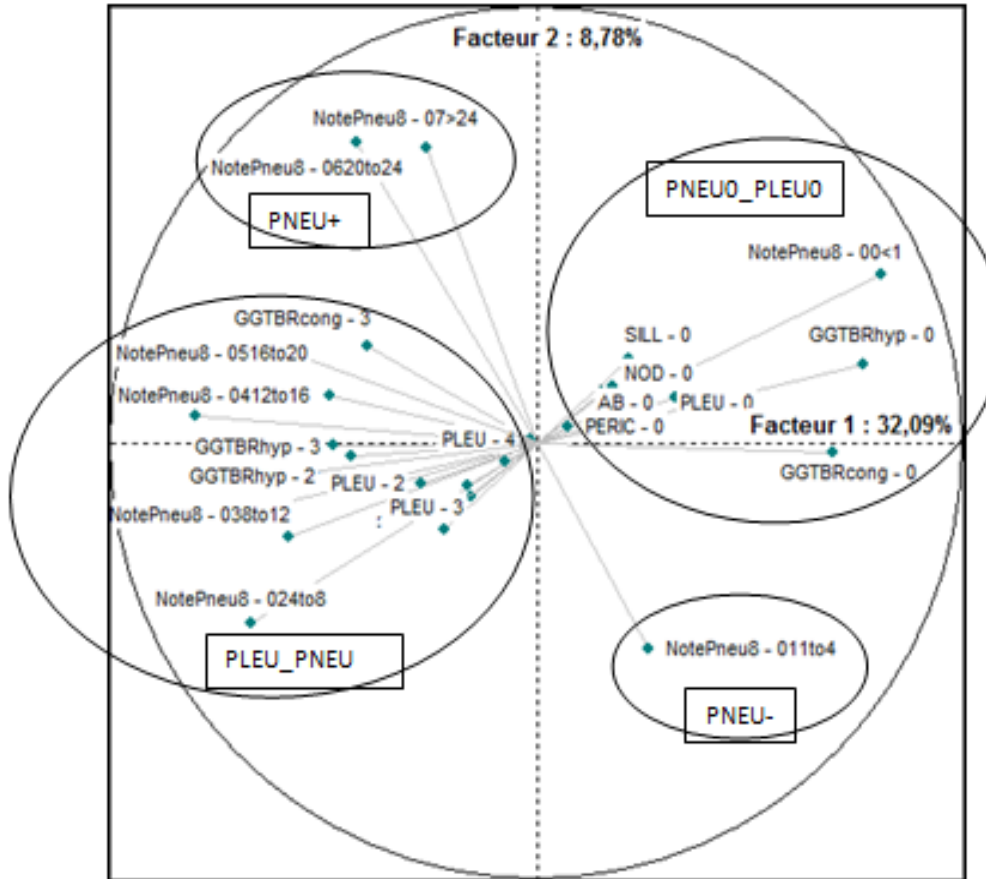 Facteur 2 : 8,78%
NotePneu8 - 07>24
NotePneu8 - 0620to24
PNEU+
PNEU0_PLEU0
NotePneu8 - 00<1
GGTBRcong - 3
SILL - 0
GGTBRhyp - 0
NotePneu8 - 0516to20
NOD - 0
NotePneu8 - 0412to16
AB - 0
PLEU - 0
PERIC - 0
Facteur 1 : 32,09%
PLEU - 4
GGTBRhyp - 3
GGTBRcong - 0
GGTBRhyp - 2
PLEU - 2
PLEU - 3
NotePneu8 - 038to12
:
NotePneu8 - 024to8
PLEU_PNEU
NotePneu8 - 011to4
PNEU-